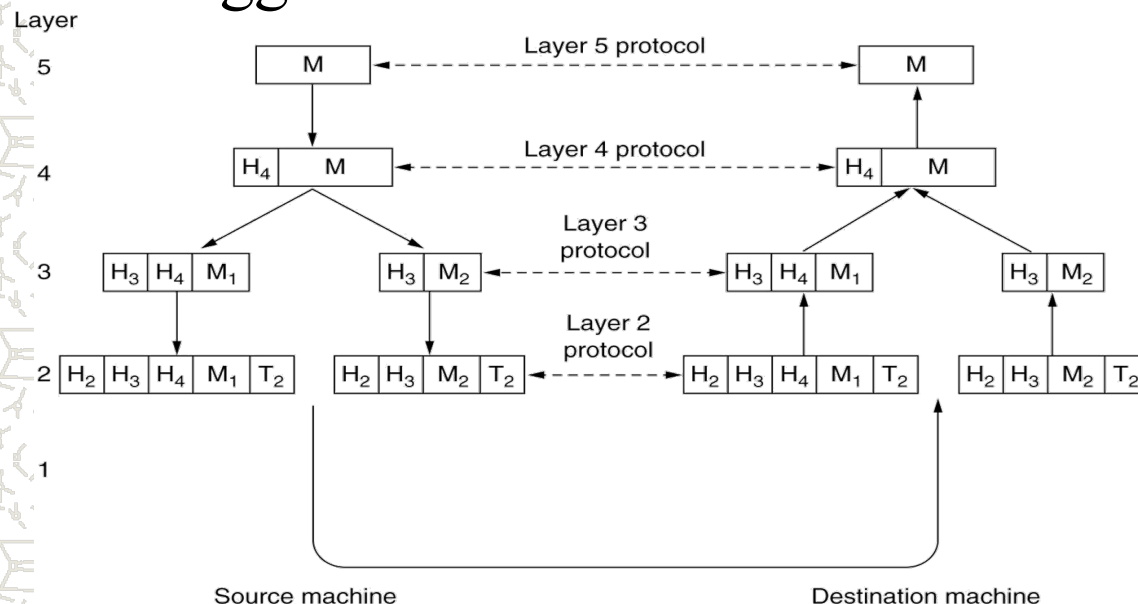 Layer
5 M Layer 5 protocol M
4 H4 M Layer 4 protocol H4 M
Layer 3
protocol
3 H3 H4 M1 H3 M2 H3 H4 M1 H3 M2
Layer 2
protocol
2 H2 H3 H4 M1 T2 H2 H3 M2 T2 H2 H3 H4 M1 T2 H2 H3 M2 T2
1
Source machine Destination machine